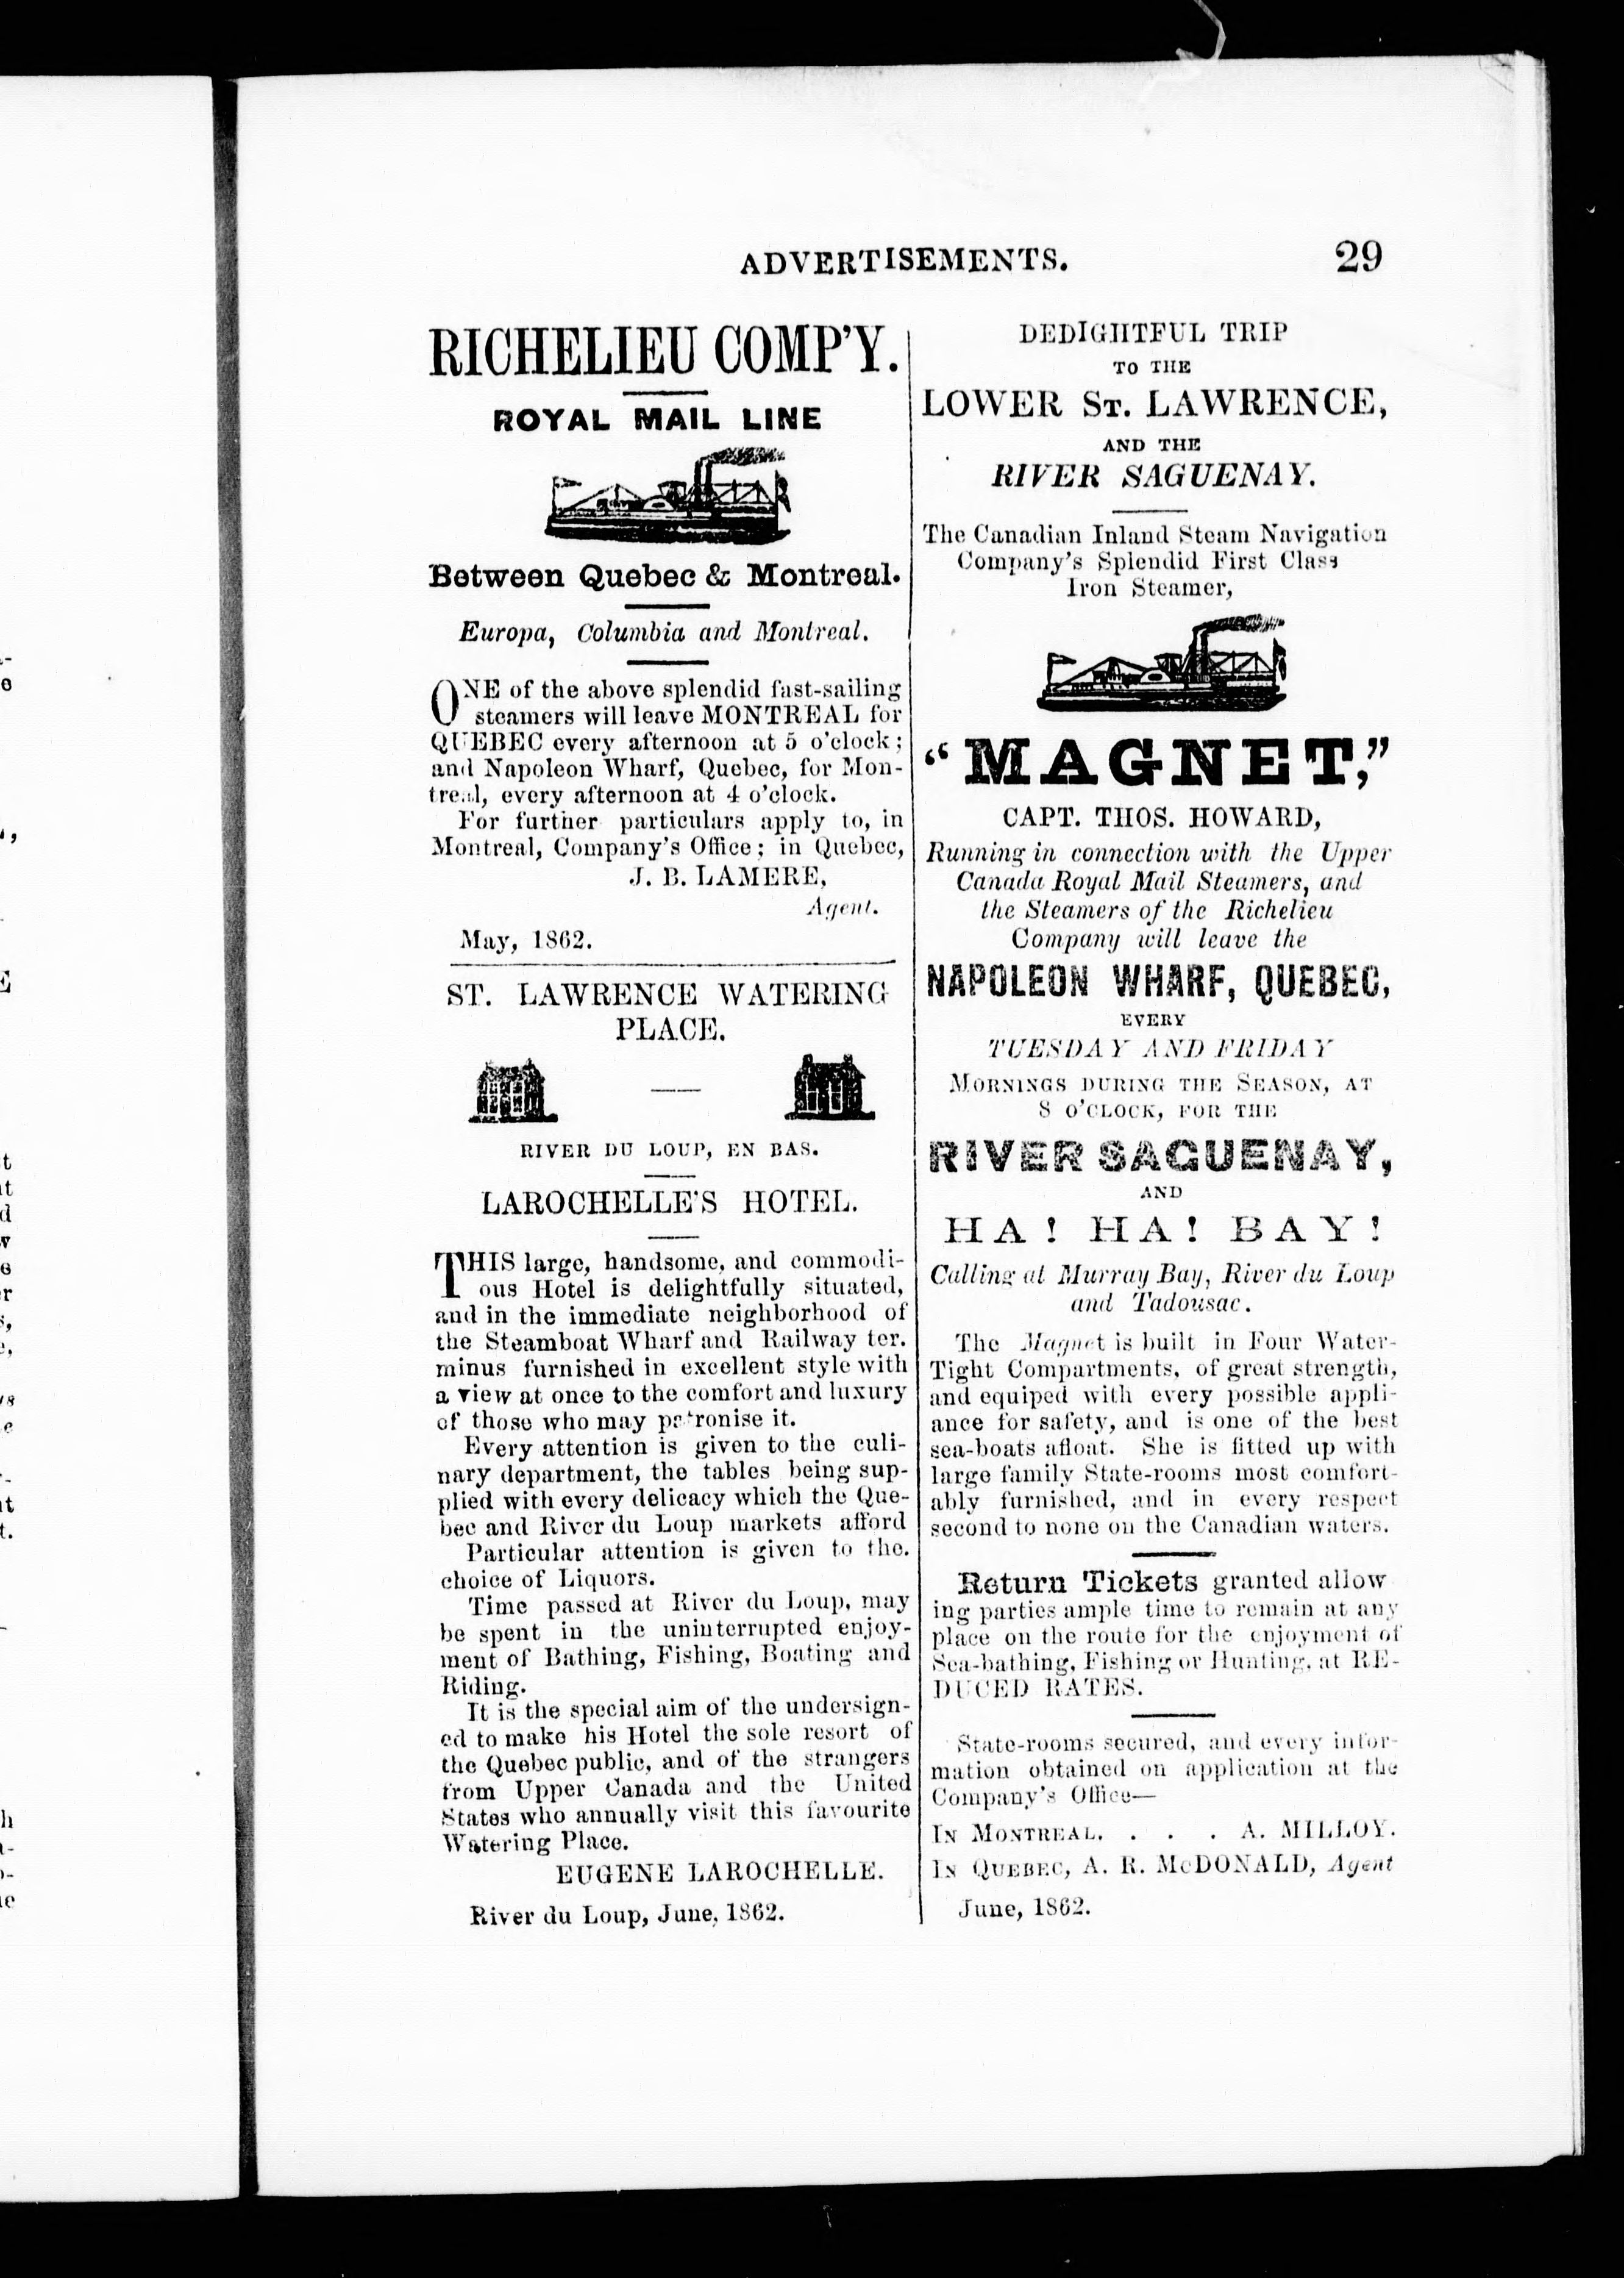 ADVERTISEMENTS. 29
RICHELIEU COMP'Y.
ROYAL MAIL LINE
Between Quebec & Montreal.
Europa, Columbia and Montreal.
ONE of the above splendid fast-sailing
steamers will leave MONTREAL for
QUEBEC every afternoon at 5 o'clock;
and Napoleon Wharf, Quebec, for Mon-
treal, every afternoon at 4 o'clock.
For further particulars apply to, in
Montreal, Company's Office; in Quebec,
J. B. LAMERE,
Agent.
May, 1862.
ST. LAWRENCE WATERING
PLACE.
RIVER DU LOUP, EN BAS.
LAROCHELLE'S HOTEL.
THIS large, handsome, and commodi-
ous Hotel is delightfully situated,
and in the immediate neighborhood of
the Steamboat Wharf and Railway ter.
minus furnished in excellent style with
a view at once to the comfort and luxury
of those who may patronise it.
Every attention is given to the culi-
nary department, the tables being sup-
plied with every delicacy which the Que-
bec and River du Loup markets afford
Particular attention is given to the.
choice of Liquors.
Time passed at River du Loup, may
be spent in the uninterrupted enjoy-
ment of Bathing, Fishing, Boating and
Riding.
It is the special aim of the undersign-
ed to make his Hotel the sole resort of
the Quebec public, and of the strangers
from Upper Canada and the United
States who annually visit this favourite
Watering Place.
EUGENE LAROCHELLE.
River du Loup, June, 1862.
DEDIGHTFUL TRIP
TO THE
LOWER ST. LAWRENCE,
AND THE
RIVER SAGUENAY.
The Canadian Inland Steam Navigation
Company's Splendid First Class
Iron Steamer,
"MAGNET,"
CAPT. THOS. HOWARD,
Running in connection with the Upper
Canada Royal Mail Steamers, and
the Steamers of the Richelieu
Company will leave the
NAPOLEON WHARF, QUEBEC,
EVERY
TUESDAY AND FRIDAY
MORNINGS DURING THE SEASON, AT
8 O'CLOCK, FOR THE
RIVER SAGUENAY,
AND
HA! HA! BAY!
Calling at Murray Bay, River du Loup
and Tadousac.
The Magnet is built in Four Water-
Tight Compartments, of great strength,
and equiped with every possible appli-
ance for safety, and is one of the best
sea-boats afloat. She is fitted up with
large family State-rooms most comfort-
ably furnished, and in every respect
second to none on the Canadian waters.
Return Tickets granted allow
ing parties ample time to remain at any
place on the route for the enjoyment of
Sea-bathing, Fishing or Hunting, at RE-
DUCED RATES.
State-rooms secured, and every infor-
mation obtained on application at the
Company's Office—
IN MONTREAL. . . . A. MILLOY.
IN QUEBEC, A. R. McDONALD, Agent
June, 1862.